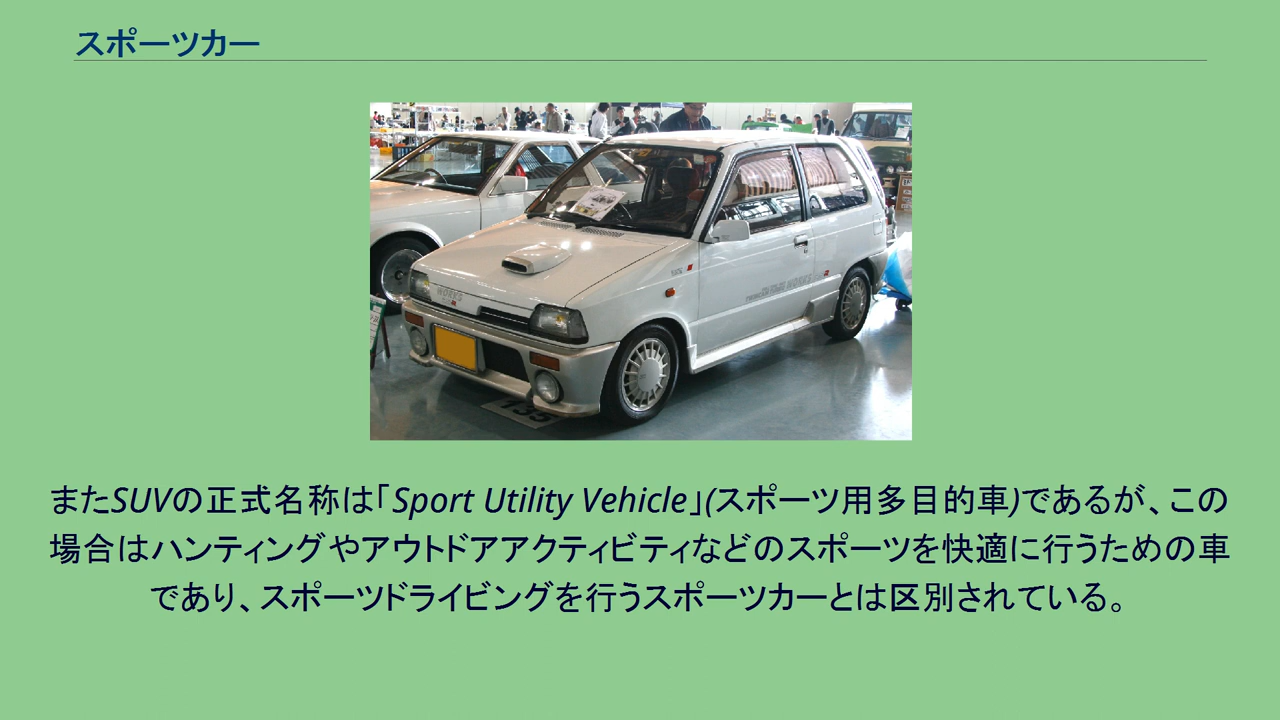 スポーツカー
WORKS
WORKS
135
またSUVの正式名称は「Sport Utility Vehicle」(スポーツ用多目的車)であるが、この
場合はハンティングやアウトドアアクティビティなどのスポーツを快適に行うための車
であり、スポーツドライビングを行うスポーツカーとは区別されている。